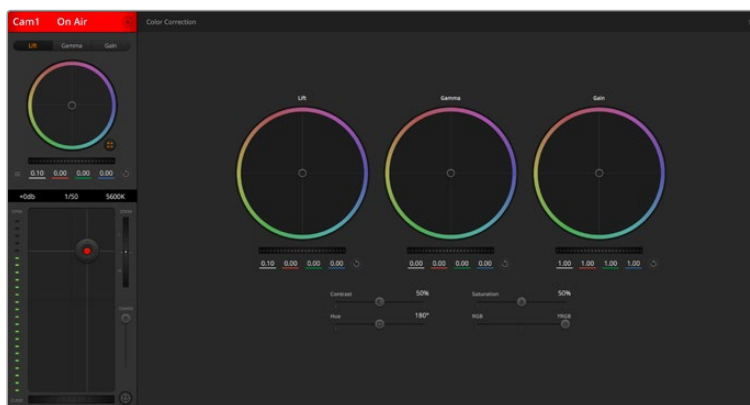 Cam1 On Air
Color Correction
Lift Gamma Gain
0.10 0.00 0.00 0.00
+0db 1/50 5600K
Lift
0.10 0.00 0.00 0.00
Gamma
0.00 0.00 0.00 0.00
Gain
1.00 1.00 1.00 1.00
Contrast 50%
Saturation 50%
Hue 180°
RGB YRGB